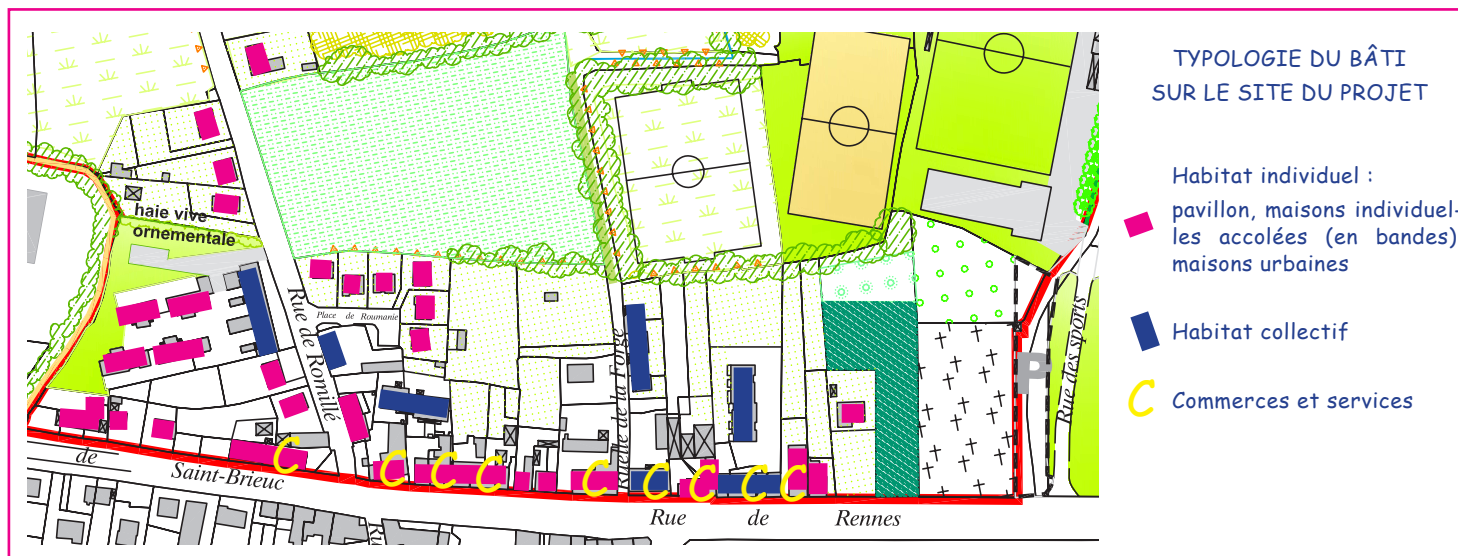 TYPOLOGIE DU BÂTI
SUR LE SITE DU PROJET
Habitat individuel :
pavillon, maisons individuel-
les accolées (en bandes)
maisons urbaines
Habitat collectif
C Commerces et services
haie vive
ornementale
Rue de Romille
Place de Roumanie
Ruelle de la Forge
Rue des sports
P
C
C
C
C
C
C
C
C
C
de
Saint-Brieuc
Rue de Rennes